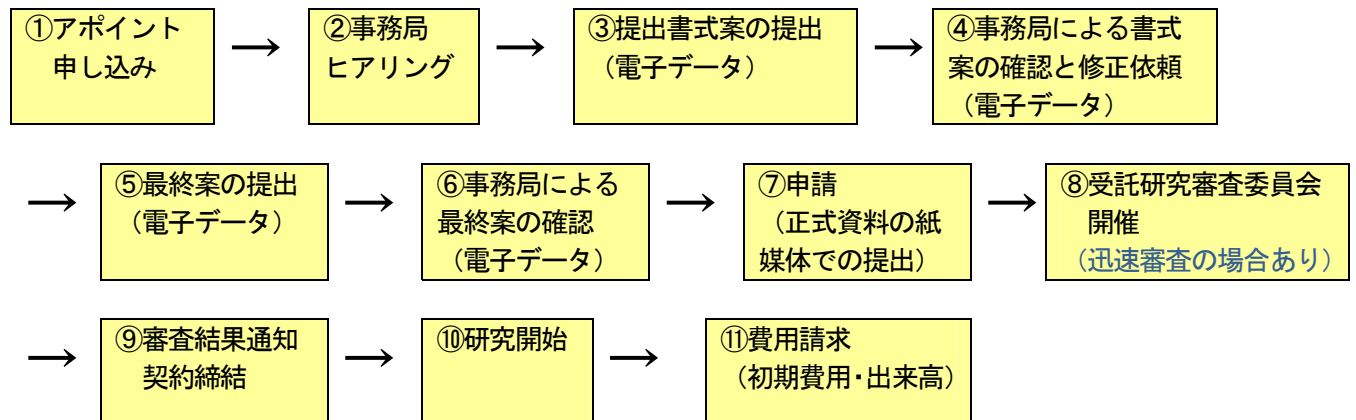 ①アポイント
申し込み
→
②事務局
ヒアリング
→
③提出書式案の提出
（電子データ）
→
④事務局による書式
案の確認と修正依頼
（電子データ）
→
⑤最終案の提出
（電子データ）
→
⑥事務局による
最終案の確認
（電子データ）
→
⑦申請
（正式資料の紙
媒体での提出）
→
⑧受託研究審査委員会
開催
（迅速審査の場合あり）
→
⑨審査結果通知
契約締結
→
⑩研究開始
→
⑪費用請求
（初期費用・出来高）